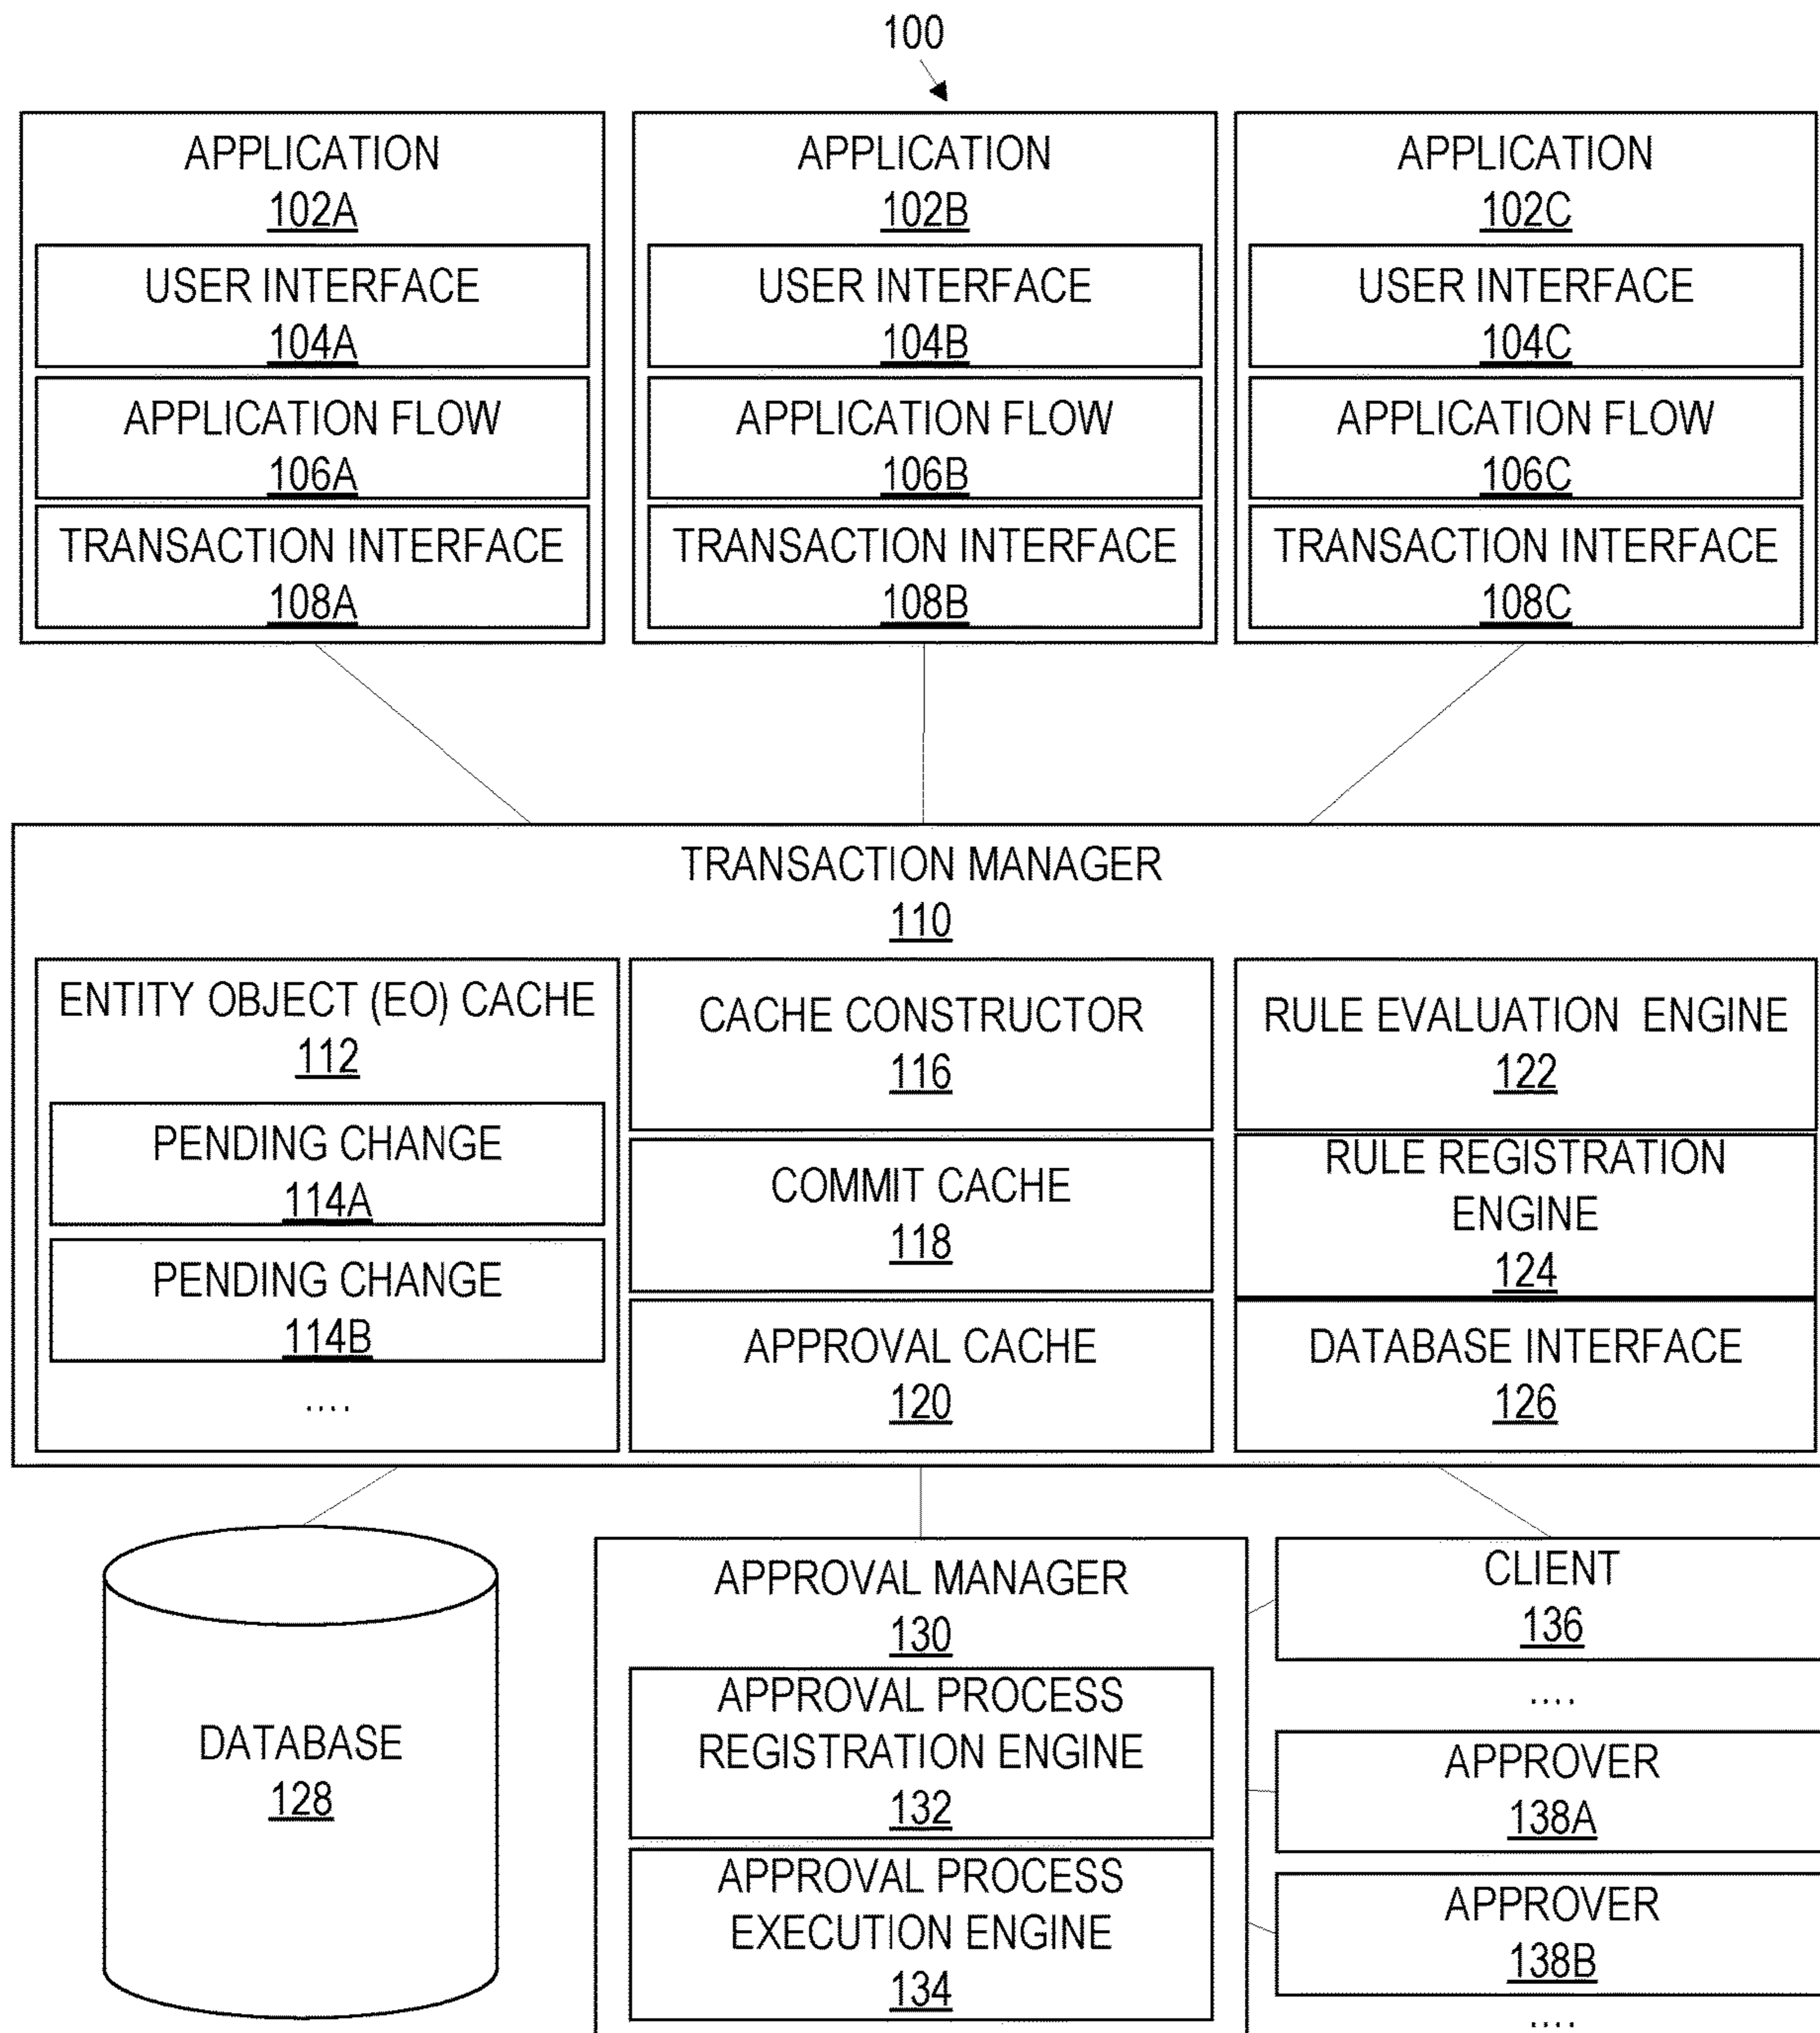 100
APPLICATION
102A
USER INTERFACE
104A
APPLICATION FLOW
106A
TRANSACTION INTERFACE
108A
APPLICATION
102B
USER INTERFACE
104B
APPLICATION FLOW
106B
TRANSACTION INTERFACE
108B
APPLICATION
102C
USER INTERFACE
104C
APPLICATION FLOW
106C
TRANSACTION INTERFACE
108C
TRANSACTION MANAGER
110
ENTITY OBJECT (EO) CACHE
112
PENDING CHANGE
114A
PENDING CHANGE
114B
....
CACHE CONSTRUCTOR
116
COMMIT CACHE
118
APPROVAL CACHE
120
RULE EVALUATION ENGINE
122
RULE REGISTRATION
ENGINE
124
DATABASE INTERFACE
126
DATABASE
128
APPROVAL MANAGER
130
APPROVAL PROCESS
REGISTRATION ENGINE
132
APPROVAL PROCESS
EXECUTION ENGINE
134
CLIENT
136
....
APPROVER
138A
APPROVER
138B
....